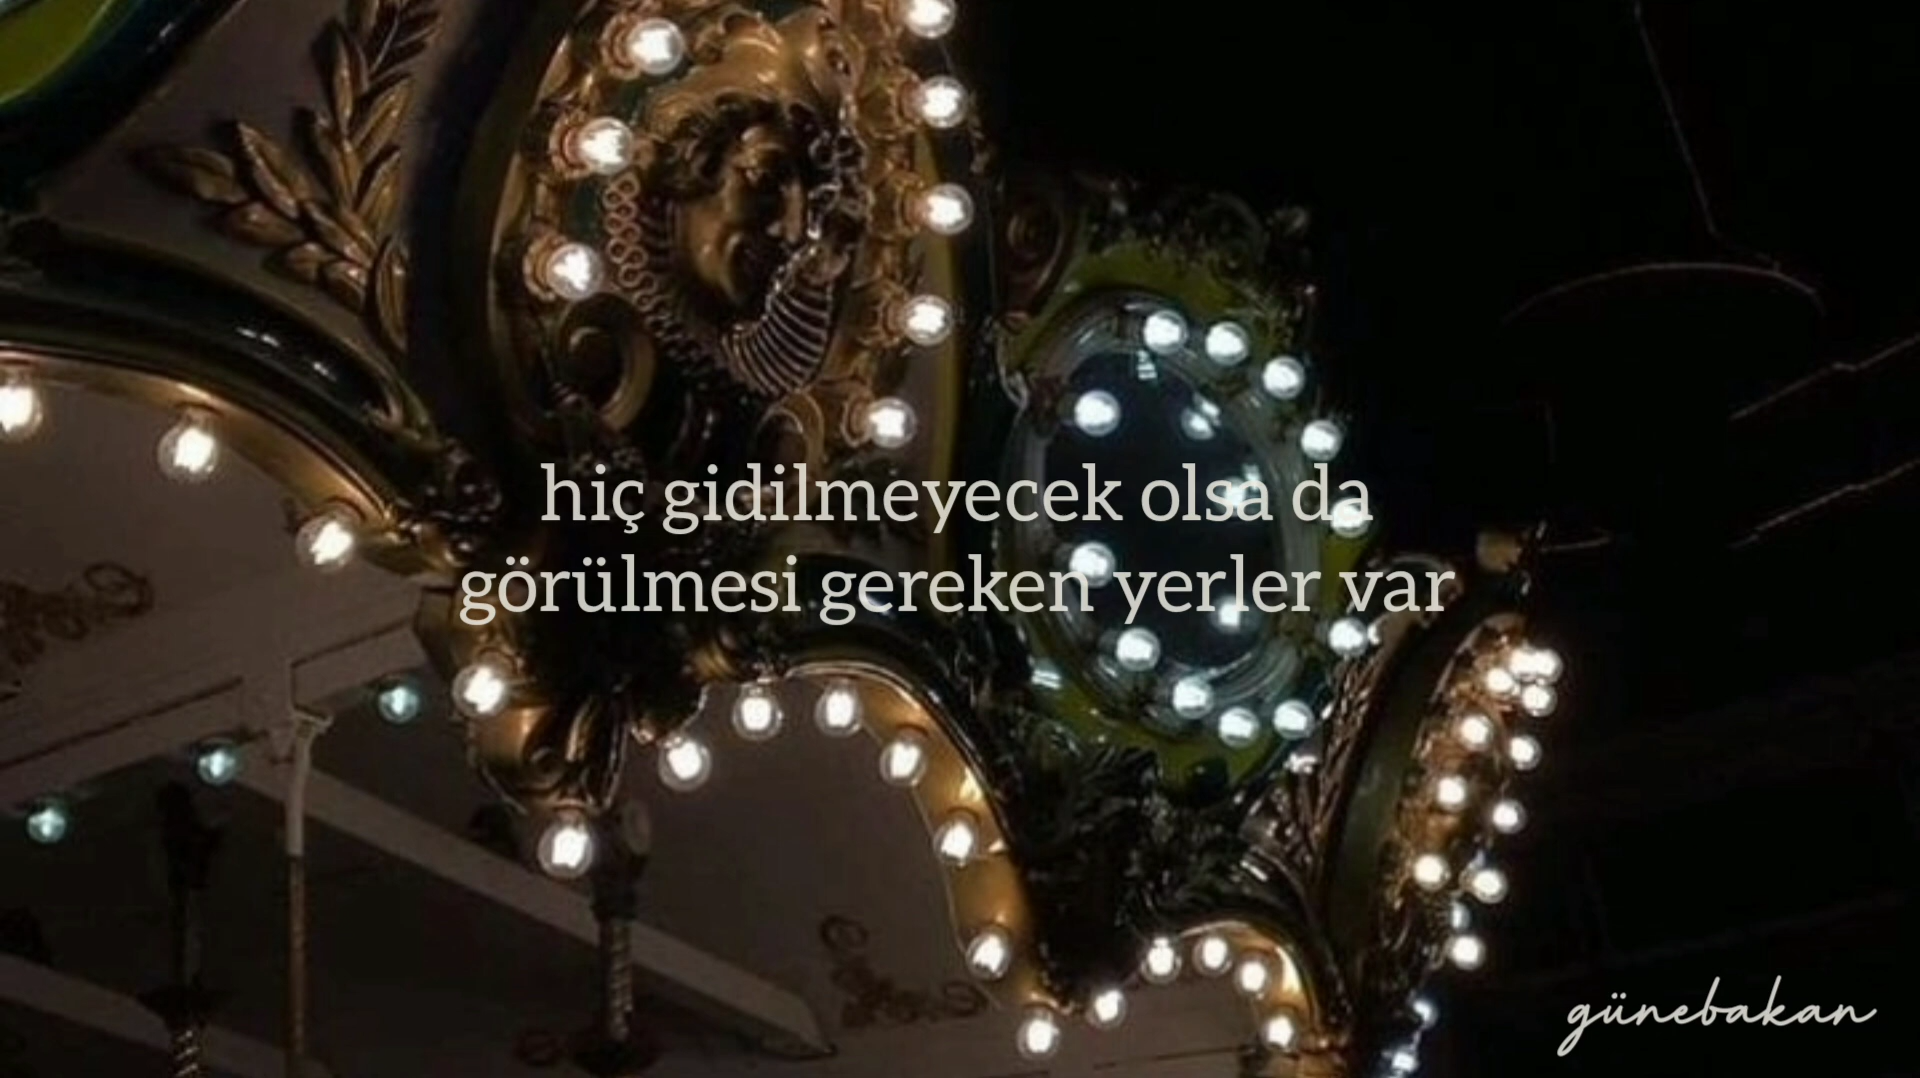 hiç gidilmeyecek olsa da
görülmesi gereken yerler var
günebakan